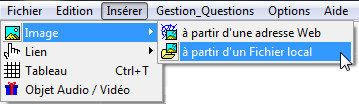 Fichier Edition Insérer Gestion_Questions Options Aide
Image
Lien
Tableau Ctrl+T
Objet Audio / Vidéo
à partir d'une adresse Web
à partir d'un Fichier local